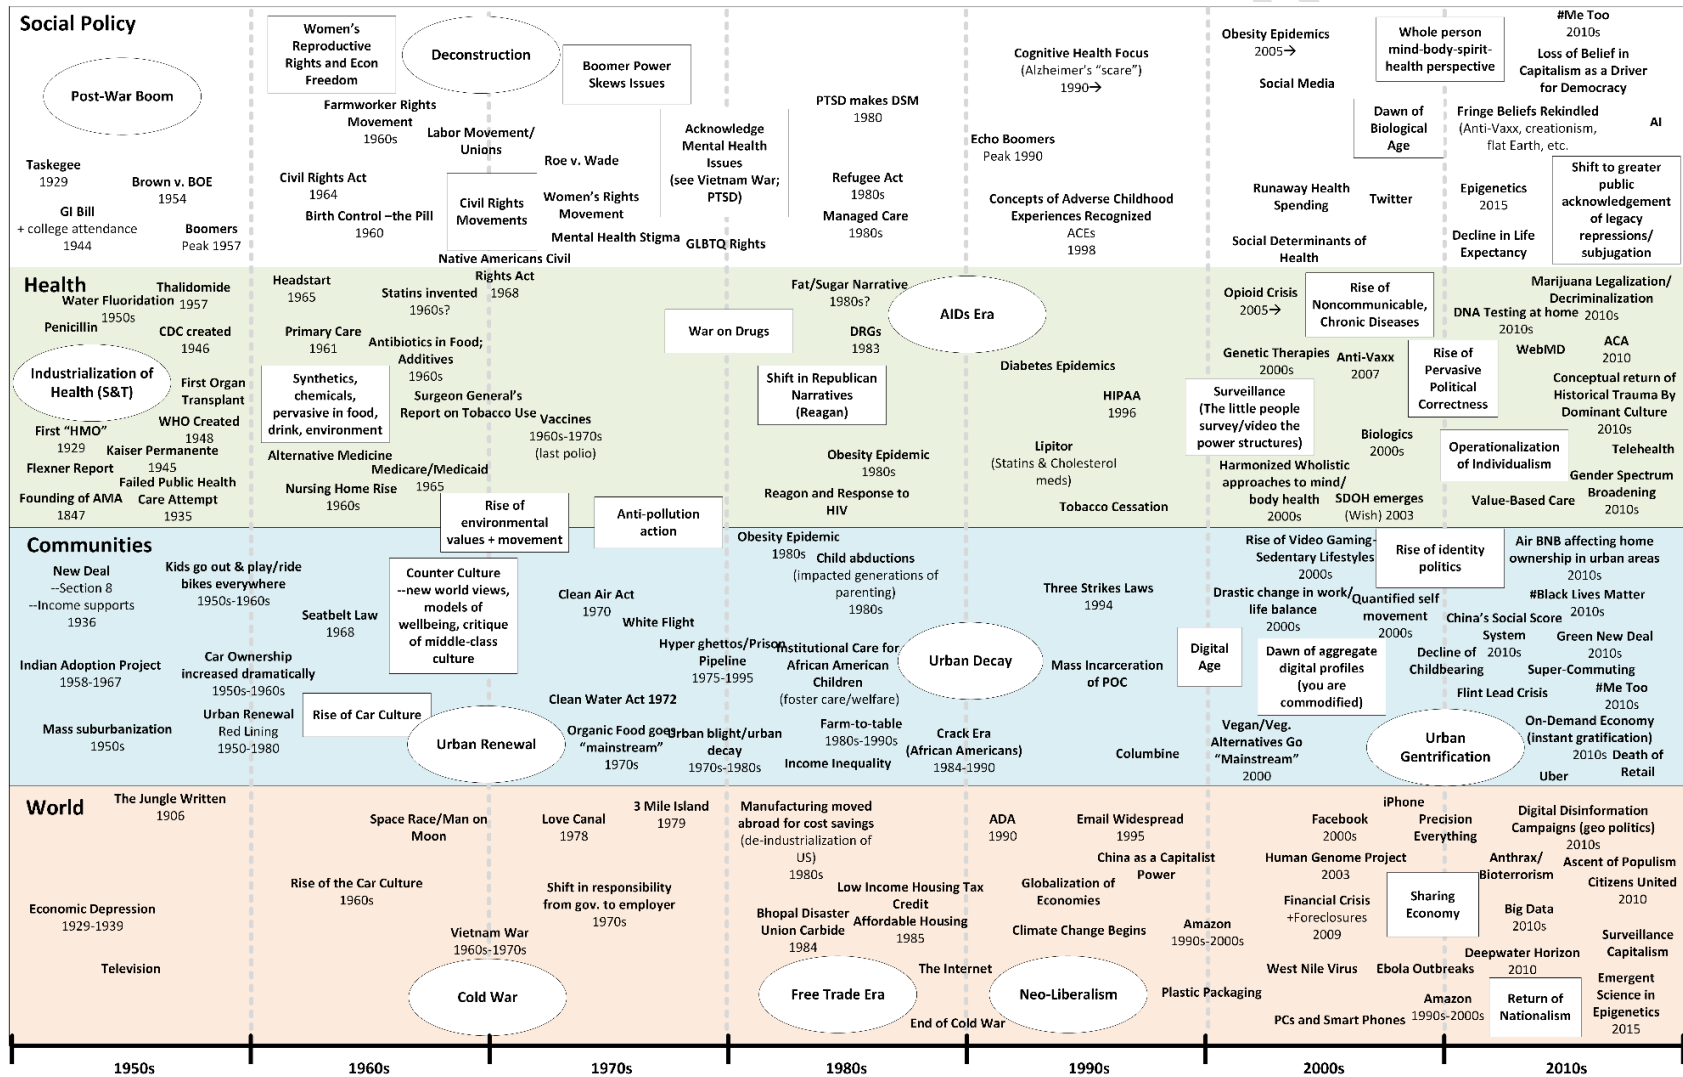 Social Policy
Post-War Boom
Taskegee
1929
Brown v. BOE
1954
GI Bill
+ college attendance
1944
Boomers
Peak 1957
Women's
Reproductive
Rights and Econ
Freedom
Deconstruction
Boomer Power
Skews Issues
Farmworker Rights
Movement
1960s
Labor Movement/
Unions
Civil Rights Act
1964
Birth Control –the Pill
1960
Civil Rights
Movements
Roe v. Wade
Women's Rights
Movement
Mental Health Stigma
Native Americans Civil
Rights Act
1968
Acknowledge
Mental Health
Issues
(see Vietnam War;
PTSD)
GLBTQ Rights
PTSD makes DSM
1980
Refugee Act
1980s
Managed Care
1980s
Cognitive Health Focus
(Alzheimer's "scare")
1990→
Echo Boomers
Peak 1990
Concepts of Adverse Childhood
Experiences Recognized
ACEs
1998
Obesity Epidemics
2005→
Social Media
Whole person
mind-body-spirit-
health perspective
Dawn of
Biological
Age
Runaway Health
Spending
Twitter
Social Determinants of
Health
#Me Too
2010s
Loss of Belief in
Capitalism as a Driver
for Democracy
Fringe Beliefs Rekindled
(Anti-Vaxx, creationism,
flat Earth, etc.
AI
Epigenetics
2015
Decline in Life
Expectancy
Shift to greater
public
acknowledgement
of legacy
repressions/
subjugation
Health
Thalidomide
1957
Water Fluoridation
1950s
Penicillin
CDC created
1946
Industrialization of
Health (S&T)
First Organ
Transplant
WHO Created
1948
First "HMO"
1929
Kaiser Permanente
1945
Flexner Report
Failed Public Health
Care Attempt
1935
Founding of AMA
1847
Headstart
1965
Statins invented
1960s?
Primary Care
1961
Antibiotics in Food;
Additives
1960s
Synthetics,
chemicals,
pervasive in food,
drink, environment
Surgeon General's
Report on Tobacco Use
Vaccines
1960s-1970s
(last polio)
Alternative Medicine
Medicare/Medicaid
1965
Nursing Home Rise
1960s
Rise of
environmental
values + movement
Anti-pollution
action
War on Drugs
Fat/Sugar Narrative
1980s?
DRGs
1983
Shift in Republican
Narratives
(Reagan)
Obesity Epidemic
1980s
Reagon and Response to
HIV
AIDs Era
Diabetes Epidemics
HIPAA
1996
Lipitor
(Statins & Cholesterol
meds)
Tobacco Cessation
Opioid Crisis
2005→
Rise of
Noncommunicable,
Chronic Diseases
Genetic Therapies
2000s
Anti-Vaxx
2007
Surveillance
(The little people
survey/video the
power structures)
Biologics
2000s
Harmonized Wholistic
approaches to mind/
body health
2000s
SDOH emerges
(Wish) 2003
Rise of
Pervasive
Political
Correctness
Operationalization
of Individualism
Marijuana Legalization/
Decriminalization
2010s
DNA Testing at home
2010s
WebMD
ACA
2010
Conceptual return of
Historical Trauma By
Dominant Culture
2010s
Telehealth
Gender Spectrum
Broadening
2010s
Value-Based Care
Communities
New Deal
--Section 8
--Income supports
1936
Kids go out & play/ride
bikes everywhere
1950s-1960s
Indian Adoption Project
1958-1967
Car Ownership
increased dramatically
1950s-1960s
Mass suburbanization
1950s
Urban Renewal
Red Lining
1950-1980
Seatbelt Law
1968
Counter Culture
--new world views,
models of
wellbeing, critique
of middle-class
culture
Rise of Car Culture
Urban Renewal
Clean Air Act
1970
White Flight
Hyper ghettos/Prison
Pipeline
1975-1995
Clean Water Act 1972
Organic Food goes
"mainstream"
1970s
Urban blight/urban
decay
1970s-1980s
Obesity Epidemic
1980s
Child abductions
(impacted generations of
parenting)
1980s
Institutional Care for
African American
Children
(foster care/welfare)
Farm-to-table
1980s-1990s
Income Inequality
Urban Decay
Crack Era
(African Americans)
1984-1990
Three Strikes Laws
1994
Mass Incarceration
of POC
Columbine
Digital
Age
Rise of Video Gaming-
Sedentary Lifestyles
2000s
Rise of identity
politics
Drastic change in work/
life balance
2000s
Quantified self
movement
2000s
Dawn of aggregate
digital profiles
(you are
commodified)
Vegan/Veg.
Alternatives Go
"Mainstream"
2000
Urban
Gentrification
Air BNB affecting home
ownership in urban areas
2010s
#Black Lives Matter
2010s
China's Social Score
System
2010s
Green New Deal
2010s
Decline of
Childbearing
Super-Commuting
Flint Lead Crisis
#Me Too
2010s
On-Demand Economy
(instant gratification)
2010s
Death of
Retail
Uber
World
The Jungle Written
1906
Economic Depression
1929-1939
Television
Space Race/Man on
Moon
Rise of the Car Culture
1960s
Vietnam War
1960s-1970s
Cold War
Love Canal
1978
3 Mile Island
1979
Shift in responsibility
from gov. to employer
1970s
Manufacturing moved
abroad for cost savings
(de-industrialization of
US)
1980s
Low Income Housing Tax
Credit
Affordable Housing
1985
Bhopal Disaster
Union Carbide
1984
Free Trade Era
The Internet
End of Cold War
ADA
1990
Email Widespread
1995
China as a Capitalist
Power
Globalization of
Economies
Climate Change Begins
Neo-Liberalism
Amazon
1990s-2000s
Plastic Packaging
iPhone
Facebook
2000s
Precision
Everything
Human Genome Project
2003
Financial Crisis
+Foreclosures
2009
Sharing
Economy
West Nile Virus
Ebola Outbreaks
PCs and Smart Phones
Amazon
1990s-2000s
Digital Disinformation
Campaigns (geo politics)
2010s
Anthrax/
Bioterrorism
Ascent of Populism
Citizens United
2010
Big Data
2010s
Surveillance
Capitalism
Deepwater Horizon
2010
Return of
Nationalism
Emergent
Science in
Epigenetics
2015
1950s
1960s
1970s
1980s
1990s
2000s
2010s